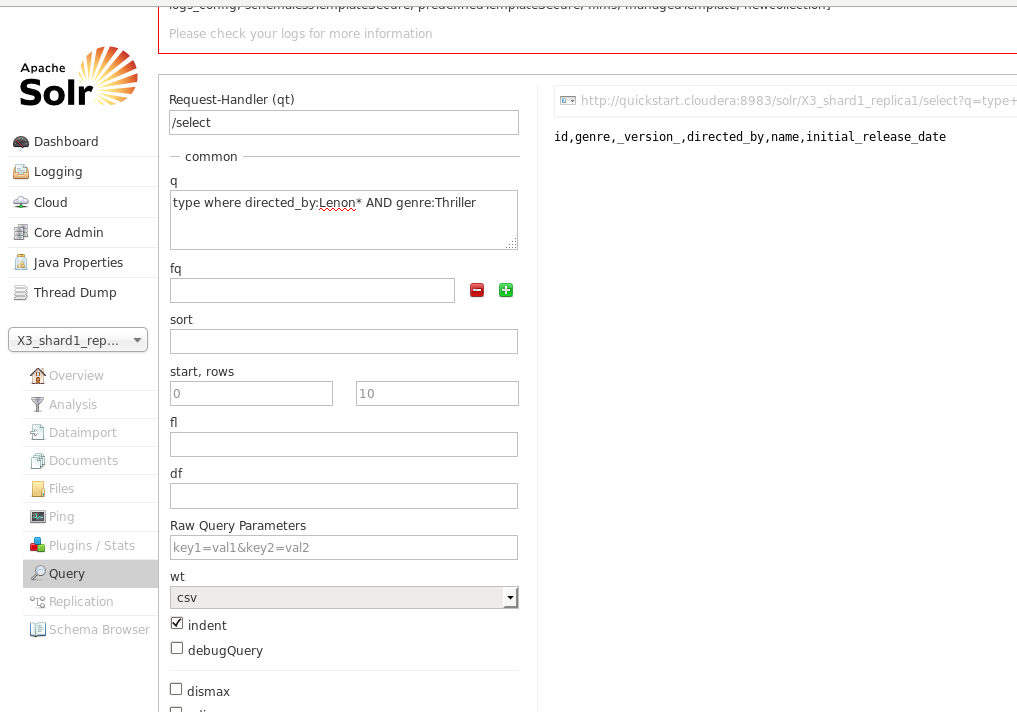 Please check your logs for more information
Apache
Solr
Dashboard
Logging
Cloud
Core Admin
Java Properties
Thread Dump
X3_shard1_rep...
Overview
Analysis
Dataimport
Documents
Files
Ping
Plugins / Stats
Query
Replication
Schema Browser
Request-Handler (qt)
/select
common
q
type where directed_by:Lenon* AND genre:Thriller
fq
sort
start, rows
0
10
fl
df
Raw Query Parameters
key1=val1&key2=val2
wt
csv
indent
debugQuery
dismax
http://quickstart.cloudera:8983/solr/X3_shard1_replica1/select?q=type+
id,genre,_version_,directed_by,name,initial_release_date